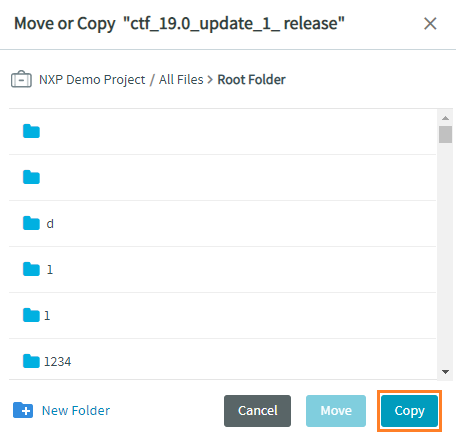 Move or Copy "ctf_19.0_update_1_ release"
NXP Demo Project / All Files > Root Folder
d
1
1
1234
New Folder
Cancel
Move
Copy